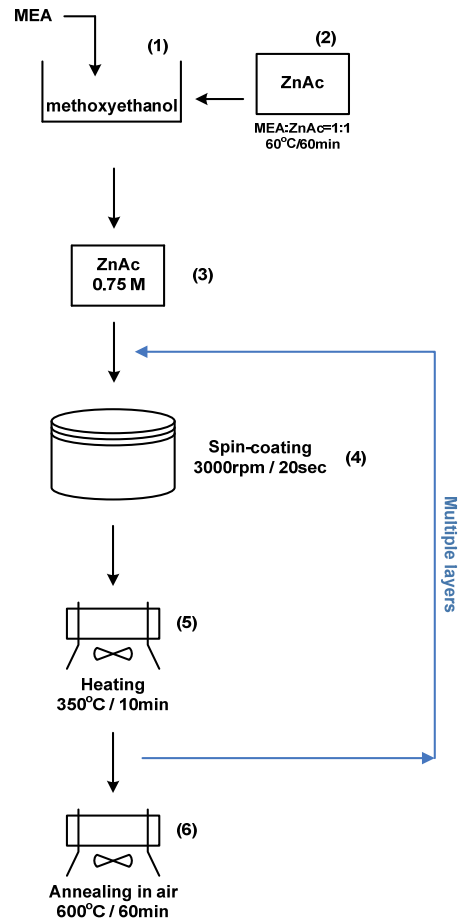 MEA
(1)
(2)
methoxyethanol
ZnAc
MEA:ZnAc=1:1
60°C/60min
ZnAc
0.75 M
(3)
Spin-coating
3000rpm / 20sec
(4)
Multiple layers
(5)
Heating
350°C / 10min
(6)
Annealing in air
600°C / 60min